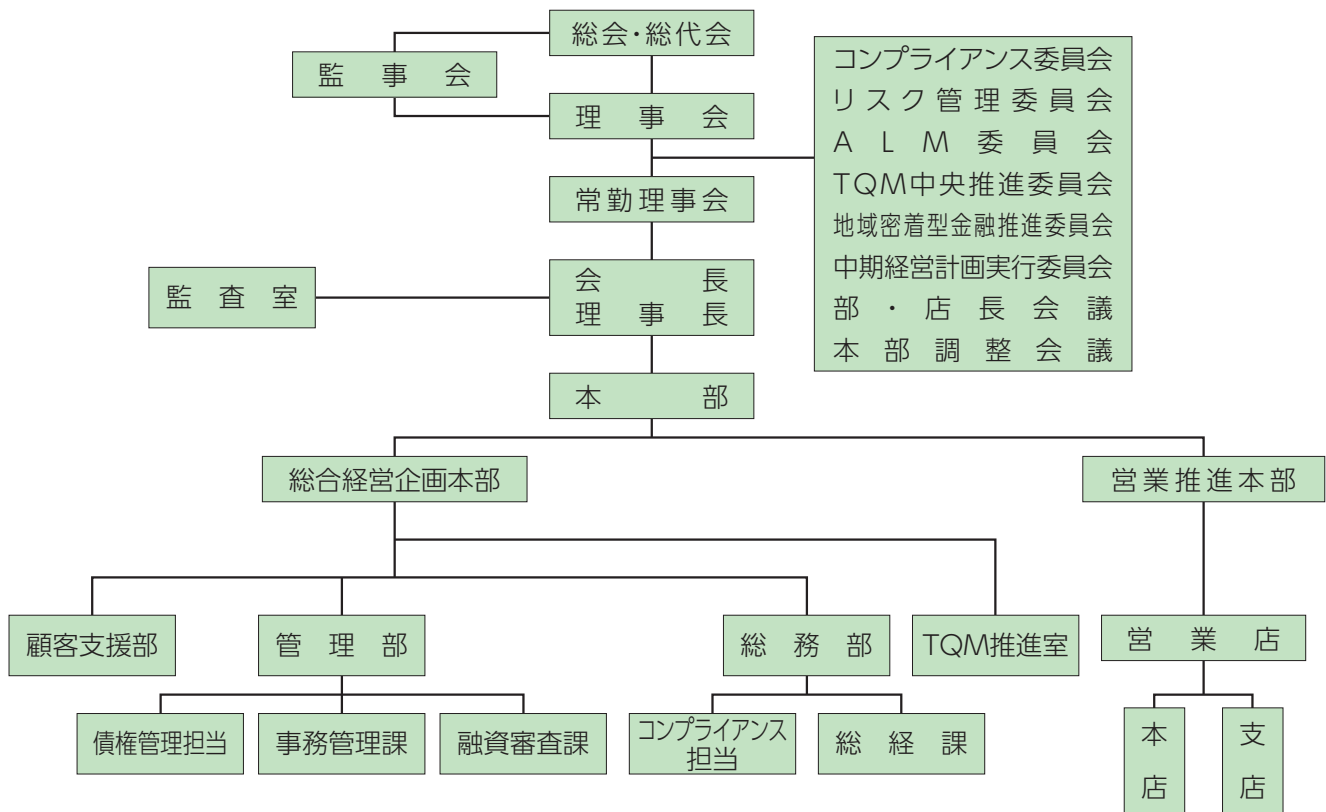 総会・総代会
監事会
理事会
コンプライアンス委員会
リスク管理委員会
ALM委員会
TQM中央推進委員会
地域密着型金融推進委員会
中期経営計画実行委員会
部・店長会議
本部調整会議
常勤理事会
監査室
会長
理事長
本部
総合経営企画本部
営業推進本部
顧客支援部
管理部
総務部
TQM推進室
営業店
債権管理担当
事務管理課
融資審査課
コンプライアンス
担当
総経課
本店
支店